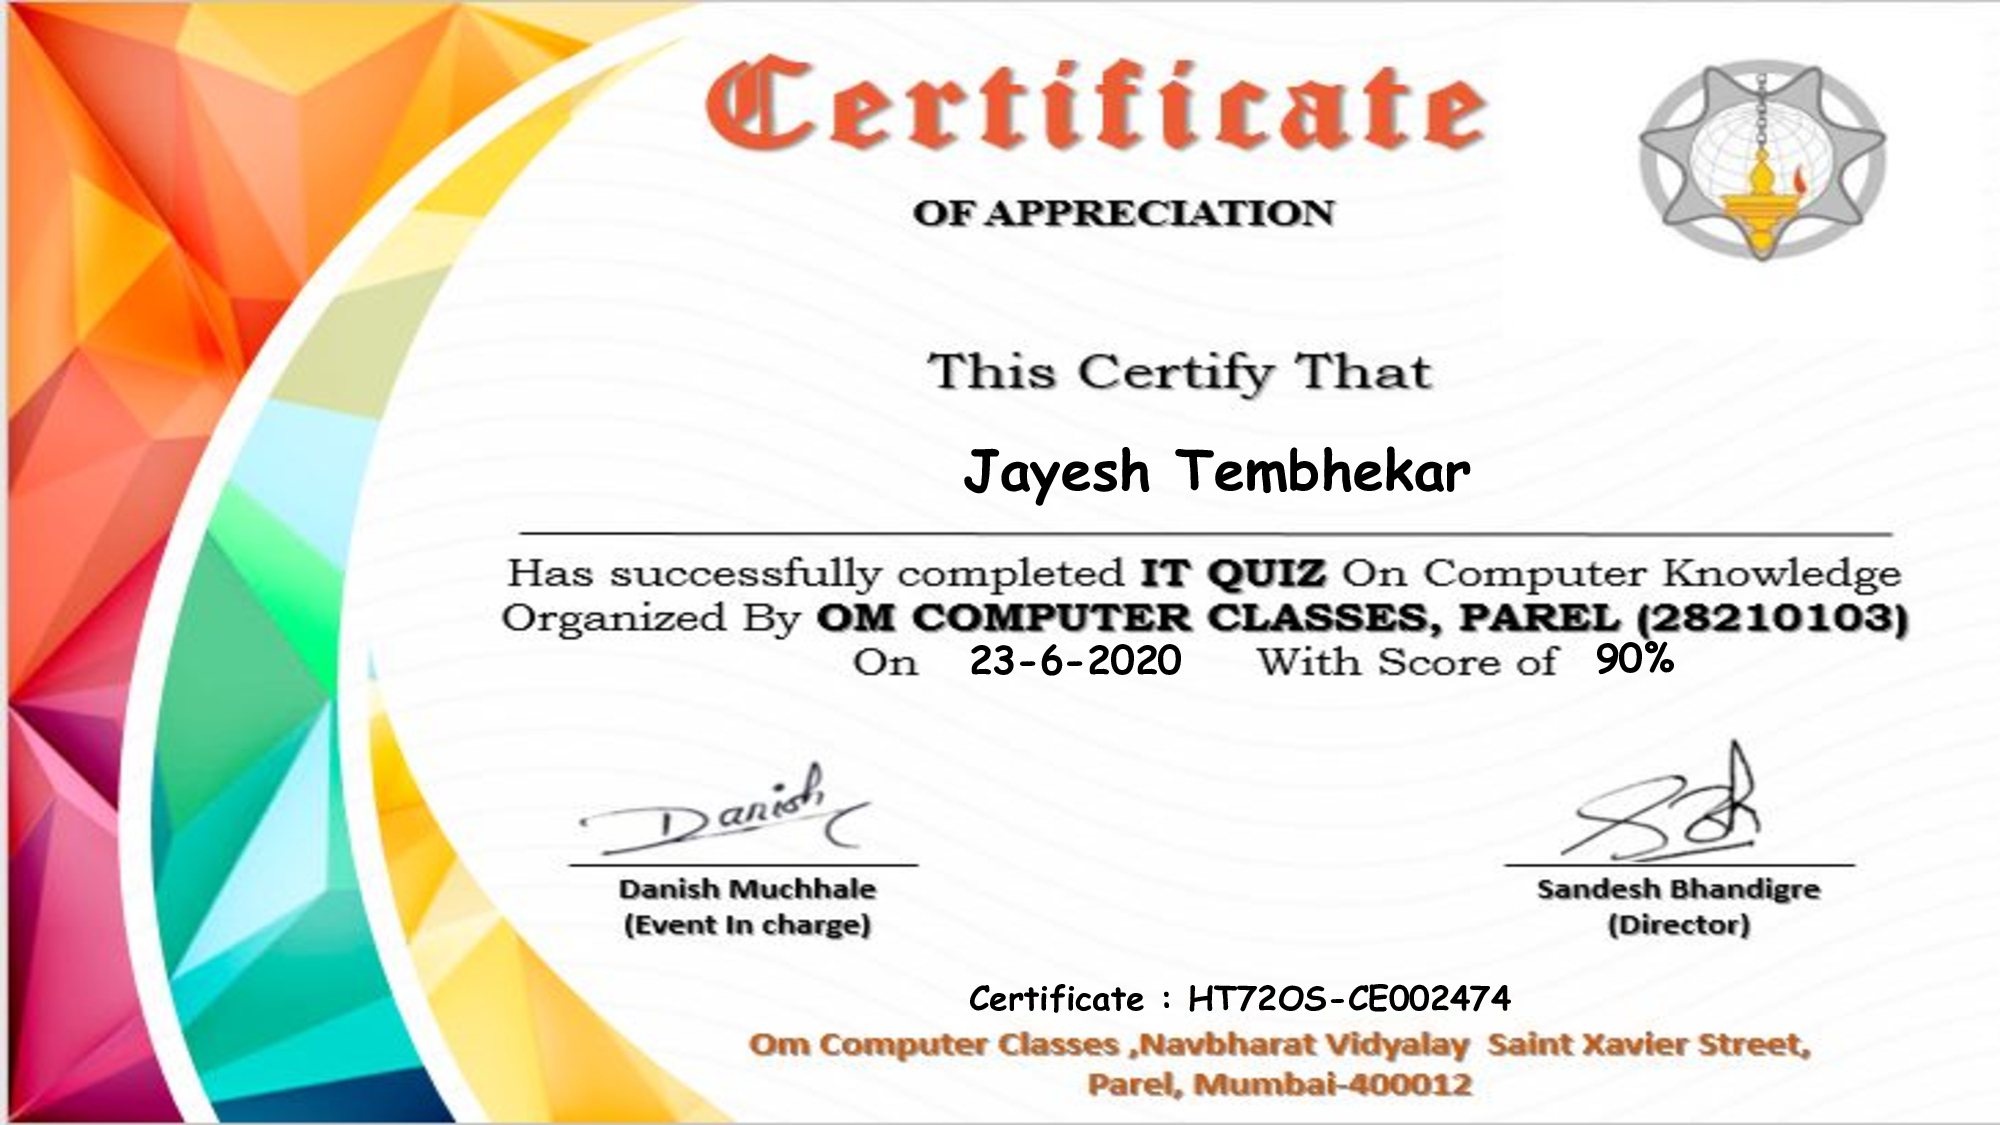 Certificate
OF APPRECIATION
This Certify That
Jayesh Tembhekar
Has successfully completed IT QUIZ On Computer Knowledge
Organized By OM COMPUTER CLASSES, PAREL (28210103)
On 23-6-2020 With Score of 90%
Danish
Danish Muchhale
(Event In charge)
Sandesh Bhandigre
(Director)
Certificate : HT72OS-CE002474
Om Computer Classes ,Navbharat Vidyalay Saint Xavier Street,
Parel, Mumbai-400012